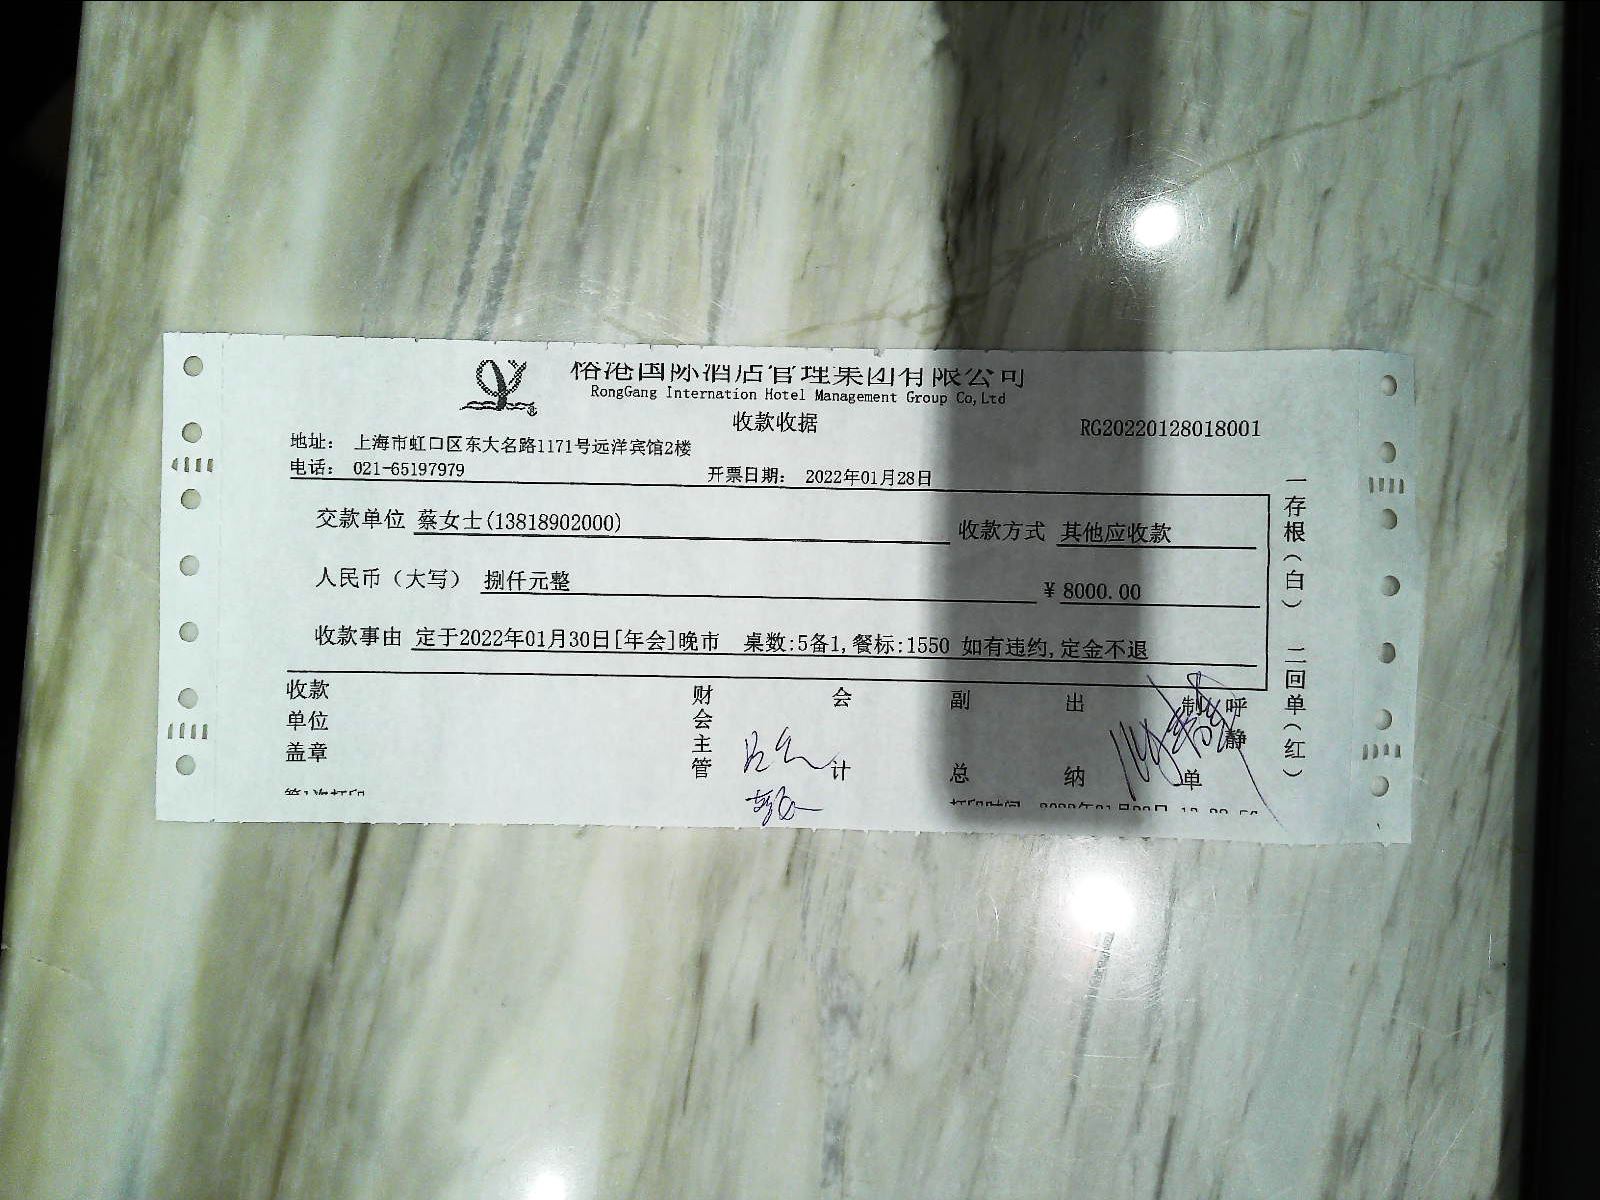 榕港国际酒店管理集团有限公司
RongGang Internation Hotel Management Group Co,Ltd
收款收据
RG20220128018001
地址： 上海市虹口区东大名路1171号远洋宾馆2楼
电话： 021-65197979
开票日期： 2022年01月28日
交款单位 蔡女士(13818902000)
收款方式 其他应收款
人民币（大写） 捌仟元整
¥ 8000.00
收款事由 定于2022年01月30日[年会]晚市 桌数:5备1,餐标:1550 如有违约,定金不退
收款单位盖章
财会主管
会计
副总
出纳
制单
呼静
一存根（白） 二回单（红）
第1次打印